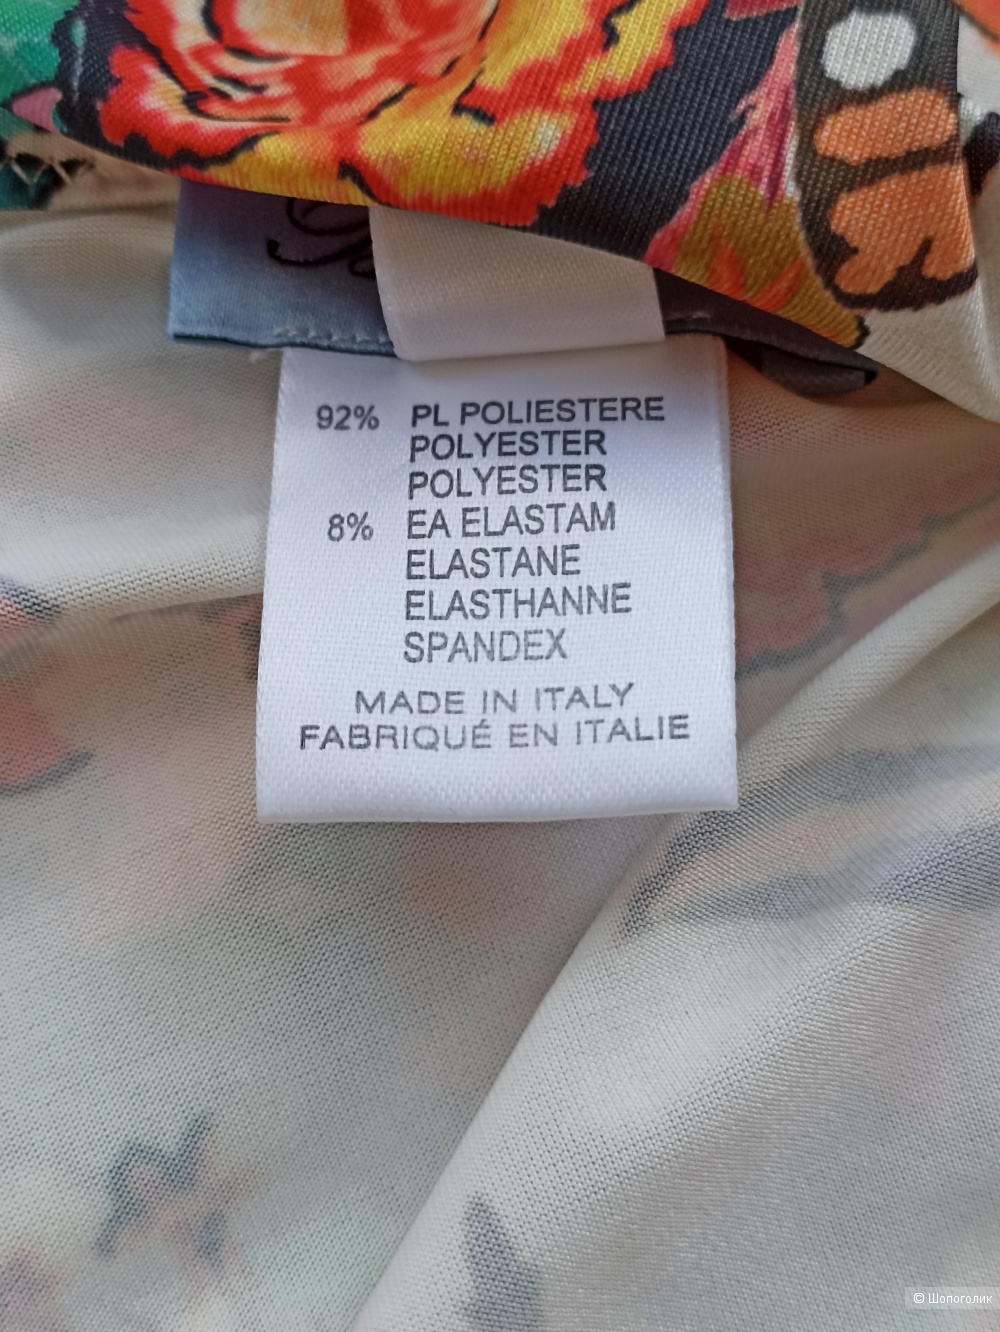 92% PL POLIESTERE
POLYESTER
POLYESTER
8% EA ELASTAM
ELASTANE
ELASTHANNE
SPANDEX
MADE IN ITALY
FABRIQUÉ EN ITALIE
© Шопоголик